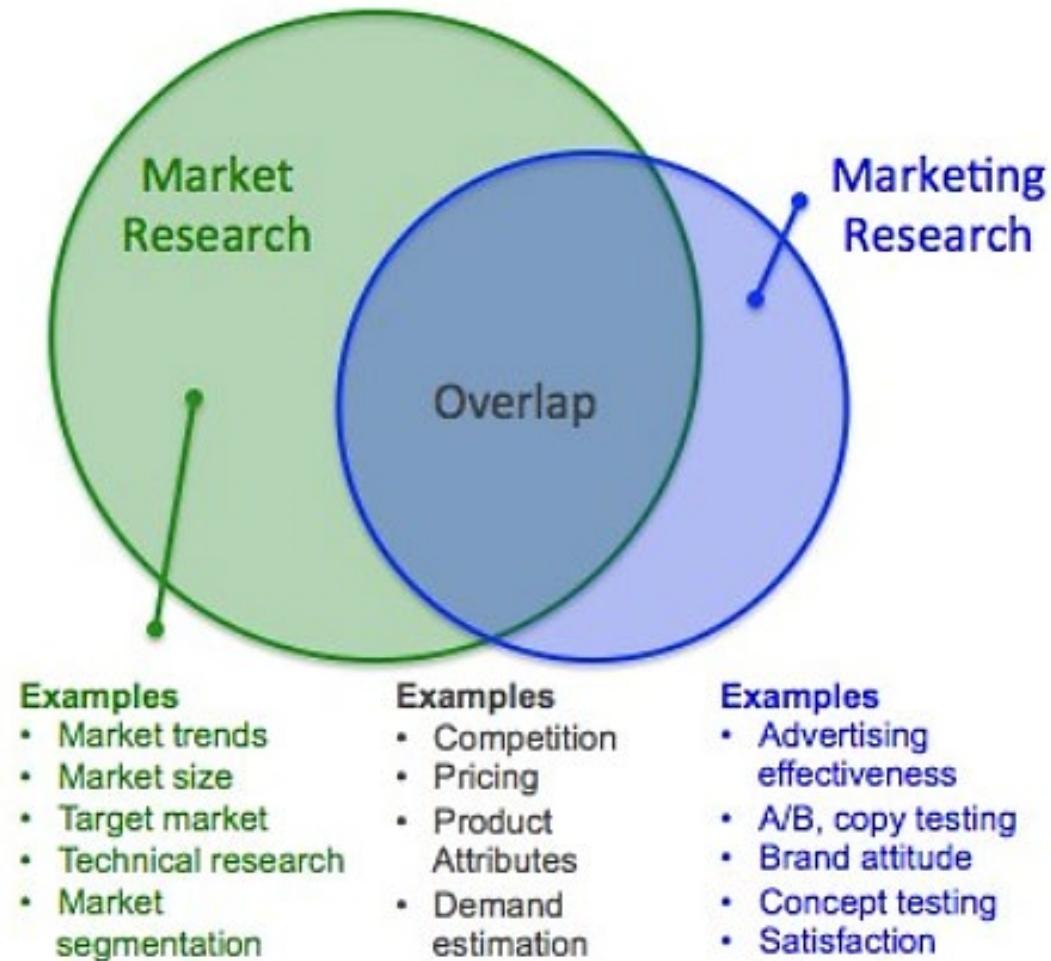 Market
Research
Marketing
Research
Overlap
Examples
• Market trends
• Market size
• Target market
• Technical research
• Market
segmentation
Examples
• Competition
• Pricing
• Product
Attributes
• Demand
estimation
Examples
• Advertising
effectiveness
• A/B, copy testing
• Brand attitude
• Concept testing
• Satisfaction